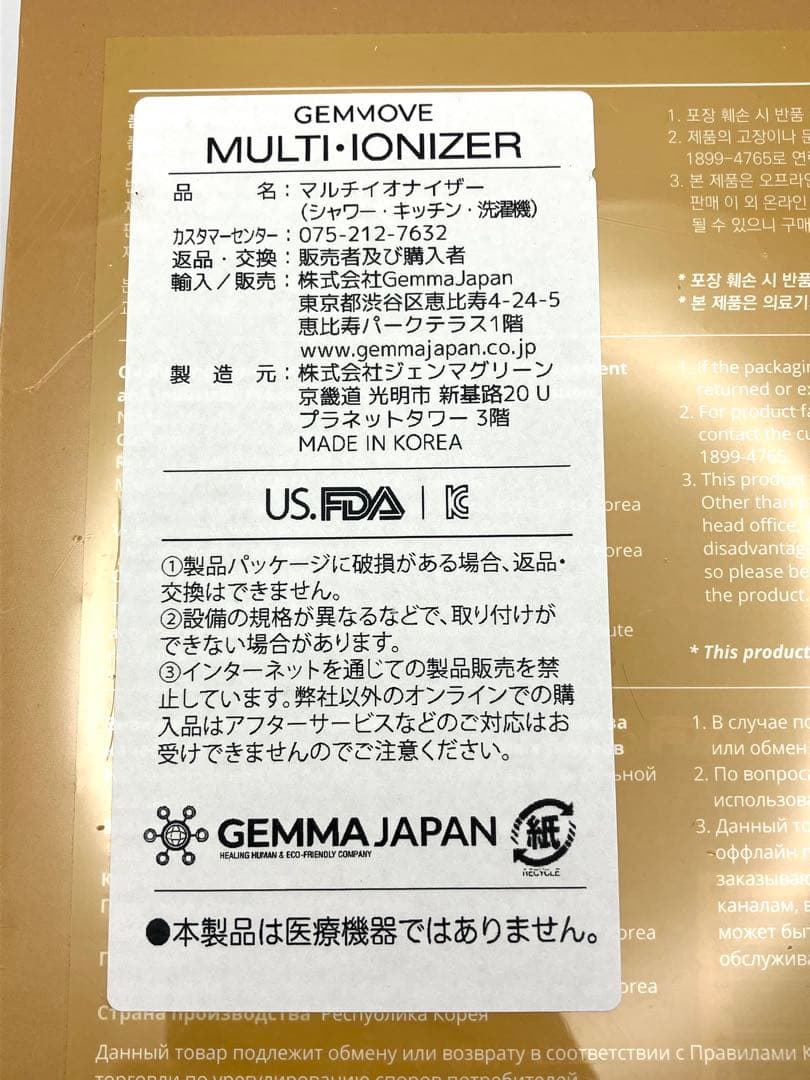 GEMMOVE
MULTI・IONIZER
品 名：マルチイオナイザー
（シャワー・キッチン・洗濯機）
カスタマーセンター：075-212-7632
返品・交換：販売者及び購入者
輸入／販売：株式会社GemmaJapan
東京都渋谷区恵比寿4-24-5
恵比寿パークテラス1階
www.gemmajapan.co.jp
製 造 元：株式会社ジェンマグリーン
京畿道 光明市 新基路20 U
プラネットタワー 3階
MADE IN KOREA
US.FDA | KC
①製品パッケージに破損がある場合、返品・
交換はできません。
②設備の規格が異なるなどで、取り付けが
できない場合があります。
③インターネットを通じての製品販売を禁
止しています。弊社以外のオンラインでの購
入品はアフターサービスなどのご対応はお
受けできませんのでご注意ください。
GEMMA JAPAN
HEALING HUMAN & ECO-FRIENDLY COMPANY
紙
RECYCLE
●本製品は医療機器ではありません。
1. 포장 훼손 시 반품
2. 제품의 고장이나
1899-4765로
3. 본 제품은
판매 이 외 온라인
될 수 있으니
* 포장 훼손 시 반품
* 본 제품은 의료기
1. If the
returned or
2. For product
contact the
1899-4765.
3. This product
Other than
head office,
so please be
the product.
* This product
1. В случае
или обмен
2. По
3. Данный
оффлайн
каналам,
может
Страна производства Республика Корея
Данный товар подлежит обмену или возврату в соответствии с Правилами
торговли по урегулированию споров потребителей